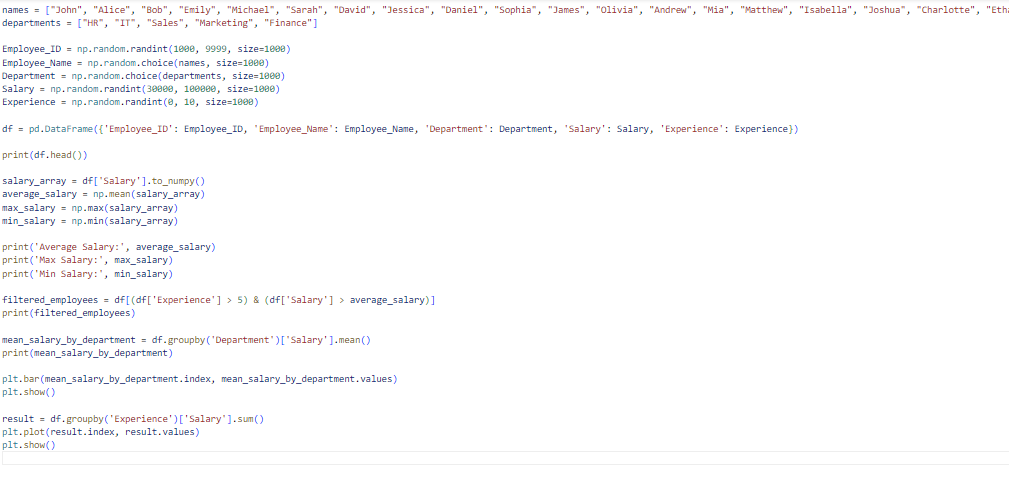 names = ["John", "Alice", "Bob", "Emily", "Michael", "Sarah", "David", "Jessica", "Daniel", "Sophia", "James", "Olivia", "Andrew", "Mia", "Matthew", "Isabella", "Joshua", "Charlotte", "Eth
departments = ["HR", "IT", "Sales", "Marketing", "Finance"]
Employee_ID = np.random.randint(1000, 9999, size=1000)
Employee_Name = np.random.choice(names, size=1000)
Department = np.random.choice(departments, size=1000)
Salary = np.random.randint(30000, 100000, size=1000)
Experience = np.random.randint(0, 10, size=1000)
df = pd.DataFrame({'Employee_ID': Employee_ID, 'Employee_Name': Employee_Name, 'Department': Department, 'Salary': Salary, 'Experience': Experience})
print(df.head())
salary_array = df['Salary'].to_numpy()
average_salary = np.mean(salary_array)
max_salary = np.max(salary_array)
min_salary = np.min(salary_array)
print('Average Salary:', average_salary)
print('Max Salary:', max_salary)
print('Min Salary:', min_salary)
filtered_employees = df[(df['Experience'] > 5) & (df['Salary'] > average_salary)]
print(filtered_employees)
mean_salary_by_department = df.groupby('Department')['Salary'].mean()
print(mean_salary_by_department)
plt.bar(mean_salary_by_department.index, mean_salary_by_department.values)
plt.show()
result = df.groupby('Experience')['Salary'].sum()
plt.plot(result.index, result.values)
plt.show()